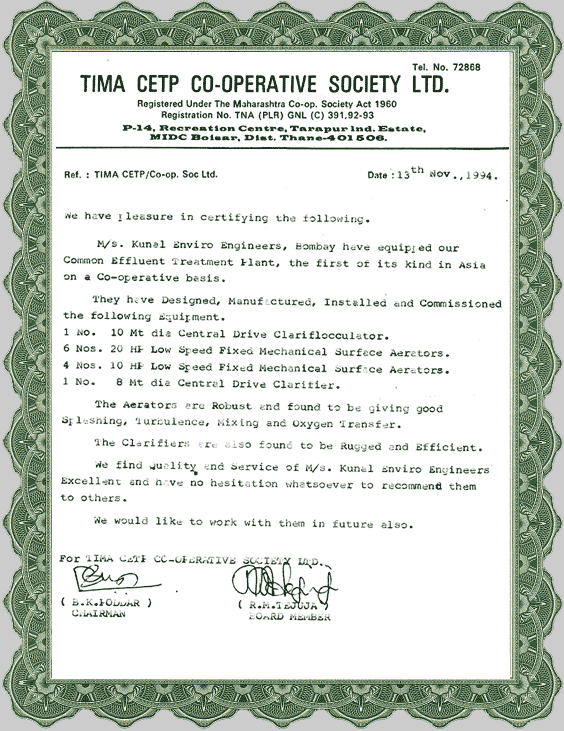 Tel. No. 72868
TIMA CETP CO-OPERATIVE SOCIETY LTD.
Registered Under The Maharashtra Co-op. Society Act 1960
Registration No. TNA (PLR) GNL (C) 391,92-93
P-14, Recreation Centre, Tarapur Ind. Estate,
MIDC Boisar, Dist. Thane-401506.
Ref. : TIMA CETP/Co-op. Soc Ltd. Date : 13th Nov., 1994.
We have pleasure in certifying the following.
M/s. Kunal Enviro Engineers, Bombay have equipped our
Common Effluent Treatment Plant, the first of its kind in Asia
on a Co-operative basis.
They have Designed, Manufactured, Installed and Commissioned
the following Equipment.
1 No. 10 Mt dia Central Drive Clariflocculator.
6 Nos. 20 HP Low Speed Fixed Mechanical Surface Aerators.
4 Nos. 10 HP Low Speed Fixed Mechanical Surface Aerators.
1 No. 8 Mt dia Central Drive Clarifier.
The Aerators are Robust and found to be giving good
Splashing, Turbulence, Mixing and Oxygen Transfer.
The Clarifiers are also found to be Rugged and Efficient.
We find Quality and Service of M/s. Kunal Enviro Engineers
Excellent and have no hesitation whatsoever to recommend them
to others.
We would like to work with them in future also.
For TIMA CETP CO-OPERATIVE SOCIETY LTD.
( B.K.PODDAR ) ( R.M.TEJUJA )
CHAIRMAN BOARD MEMBER